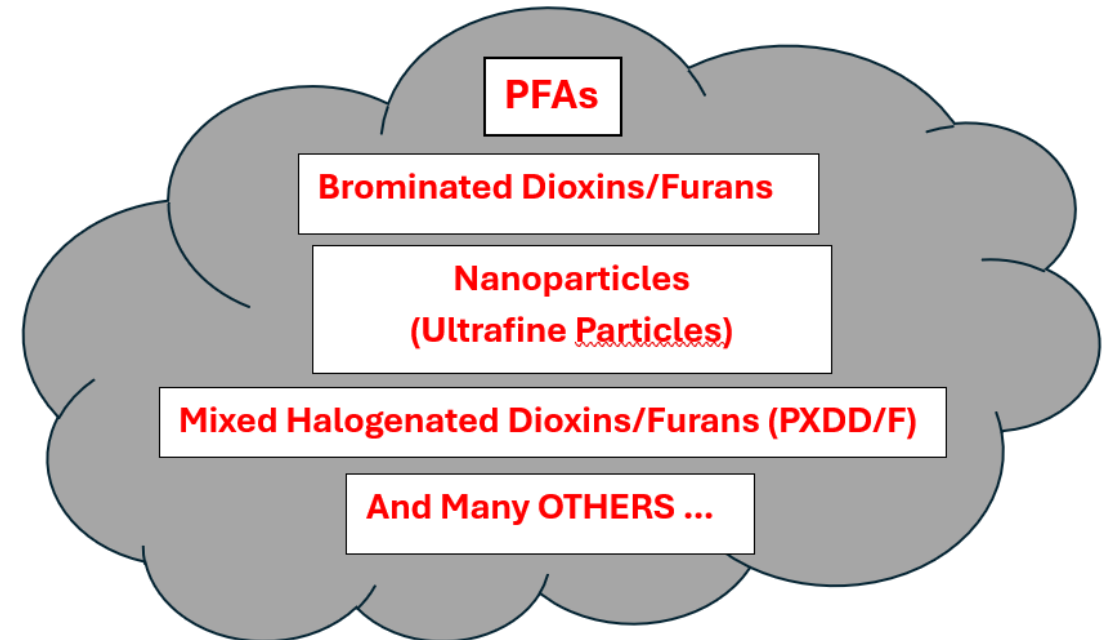 PFAs
Brominated Dioxins/Furans
Nanoparticles
(Ultrafine Particles)
Mixed Halogenated Dioxins/Furans (PXDD/F)
And Many OTHERS ...